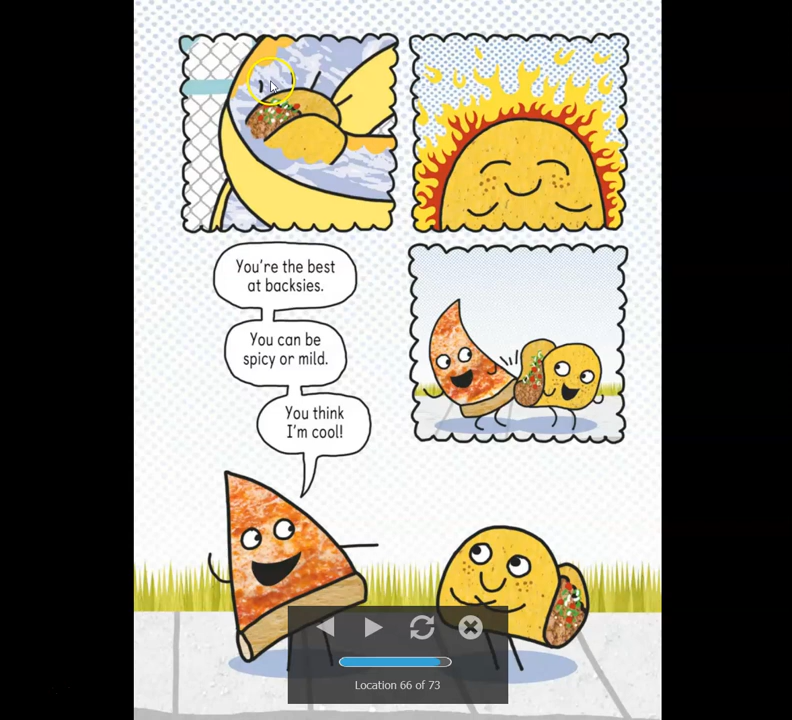 You're the best
at backsies.
You can be
spicy or mild.
You think
I'm cool!
Location 66 of 73